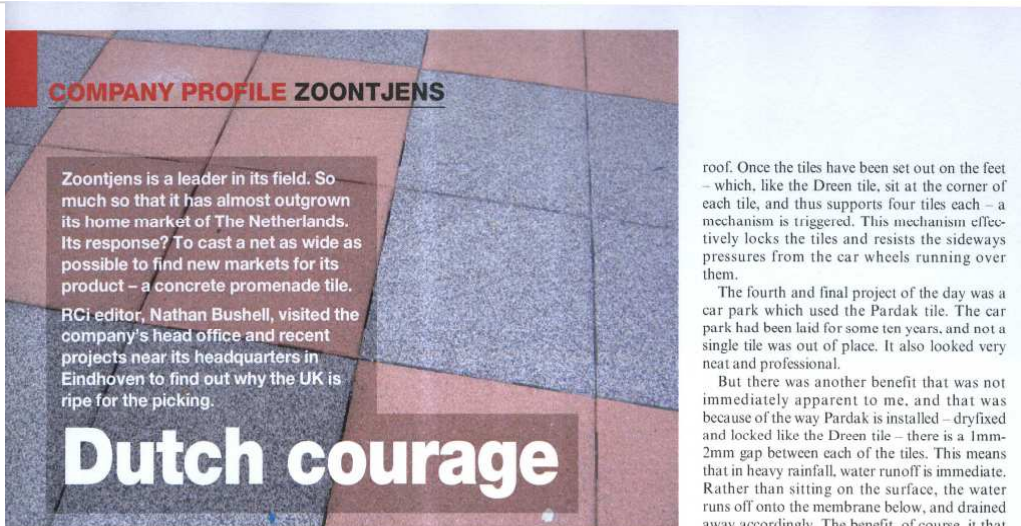 COMPANY PROFILE ZOONTJENS
Zoontjens is a leader in its field. So
much so that it has almost outgrown
its home market of The Netherlands.
Its response? To cast a net as wide as
possible to find new markets for its
product – a concrete promenade tile.
RCi editor, Nathan Bushell, visited the
company's head office and recent
projects near its headquarters in
Eindhoven to find out why the UK is
ripe for the picking.
Dutch courage
roof. Once the tiles have been set out on the feet
– which, like the Dreen tile, sit at the corner of
each tile, and thus supports four tiles each – a
mechanism is triggered. This mechanism effec-
tively locks the tiles and resists the sideways
pressures from the car wheels running over
them.
The fourth and final project of the day was a
car park which used the Pardak tile. The car
park had been laid for some ten years, and not a
single tile was out of place. It also looked very
neat and professional.
But there was another benefit that was not
immediately apparent to me, and that was
because of the way Pardak is installed – dryfixed
and locked like the Dreen tile – there is a 1mm-
2mm gap between each of the tiles. This means
that in heavy rainfall, water runoff is immediate.
Rather than sitting on the surface, the water
runs off onto the membrane below, and drained
away accordingly. The benefit, of course, it that